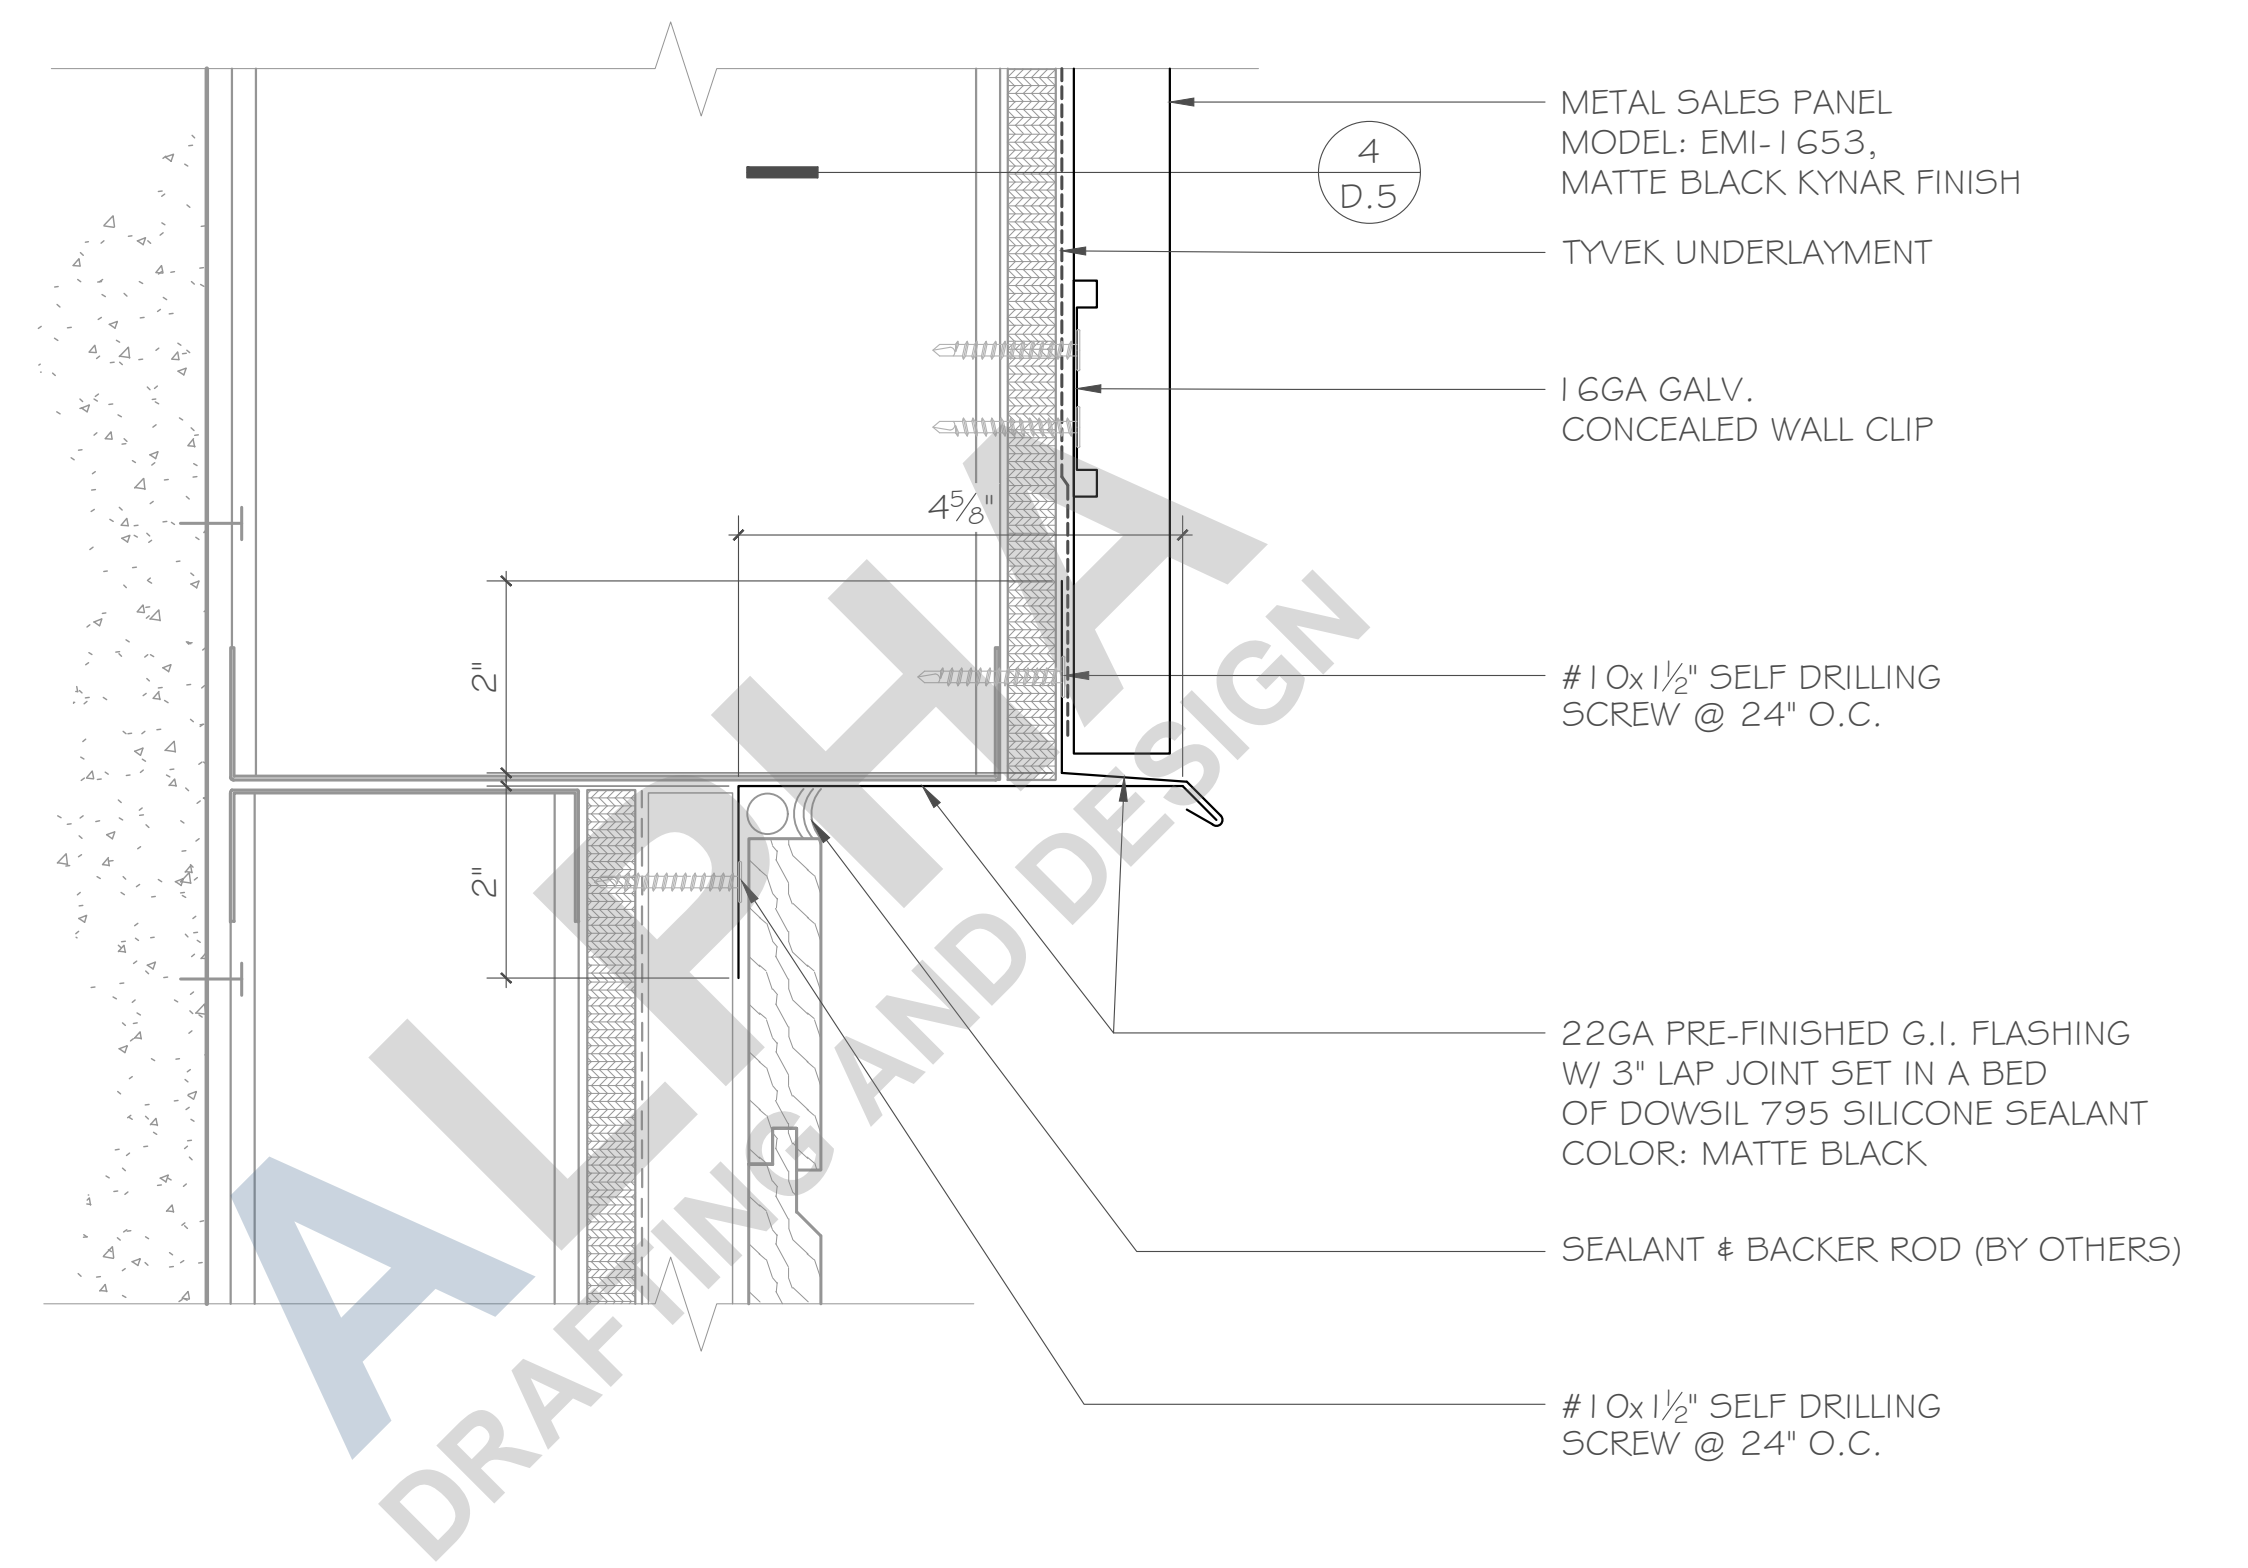 METAL SALES PANEL
MODEL: EMI-1653,
MATTE BLACK KYNAR FINISH
4
D.5
TYVEK UNDERLAYMENT
16GA GALV.
CONCEALED WALL CLIP
4⅝"
2"
#10x1½" SELF DRILLING
SCREW @ 24" O.C.
2"
22GA PRE-FINISHED G.I. FLASHING
W/ 3" LAP JOINT SET IN A BED
OF DOWSIL 795 SILICONE SEALANT
COLOR: MATTE BLACK
SEALANT & BACKER ROD (BY OTHERS)
#10x1½" SELF DRILLING
SCREW @ 24" O.C.
ALPHA
DRAFTING AND DESIGN